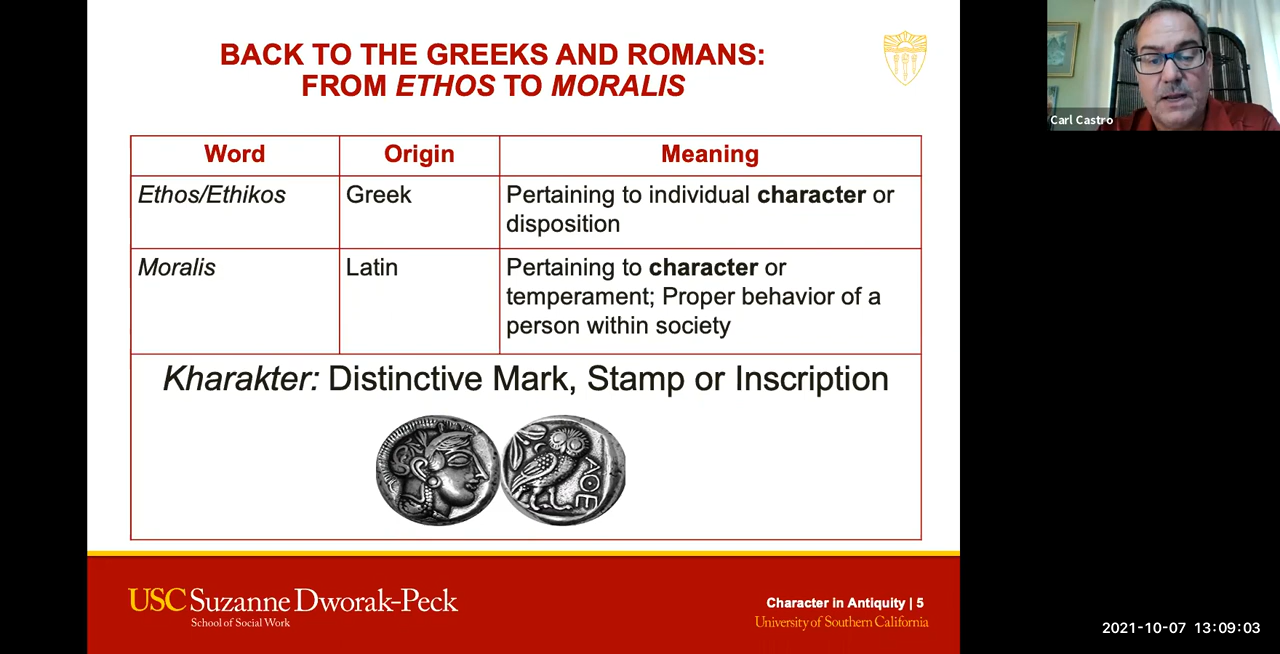 BACK TO THE GREEKS AND ROMANS:
FROM ETHOS TO MORALIS
Carl Castro
Word Origin Meaning
Ethos/Ethikos Greek Pertaining to individual character or
disposition
Moralis Latin Pertaining to character or
temperament; Proper behavior of a
person within society
Kharakter: Distinctive Mark, Stamp or Inscription
ΑΘΕ
USC Suzanne Dworak-Peck
School of Social Work
Character in Antiquity | 5
University of Southern California
2021-10-07 13:09:03